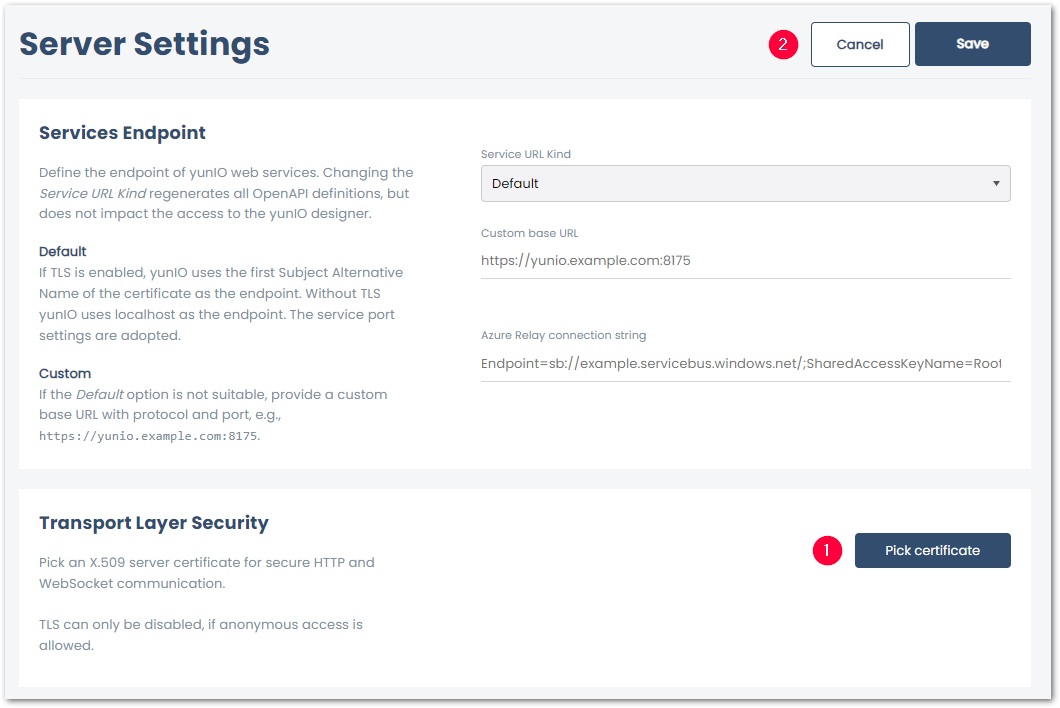 Server Settings
2
Cancel
Save
Services Endpoint
Define the endpoint of yunIO web services. Changing the
Service URL Kind regenerates all OpenAPI definitions, but
does not impact the access to the yunIO designer.
Default
If TLS is enabled, yunIO uses the first Subject Alternative
Name of the certificate as the endpoint. Without TLS
yunIO uses localhost as the endpoint. The service port
settings are adopted.
Custom
If the Default option is not suitable, provide a custom
base URL with protocol and port, e.g.,
https://yunio.example.com:8175.
Service URL Kind
Default
Custom base URL
https://yunio.example.com:8175
Azure Relay connection string
Endpoint=sb://example.servicebus.windows.net/;SharedAccessKeyName=Root
Transport Layer Security
Pick an X.509 server certificate for secure HTTP and
WebSocket communication.
TLS can only be disabled, if anonymous access is
allowed.
1
Pick certificate